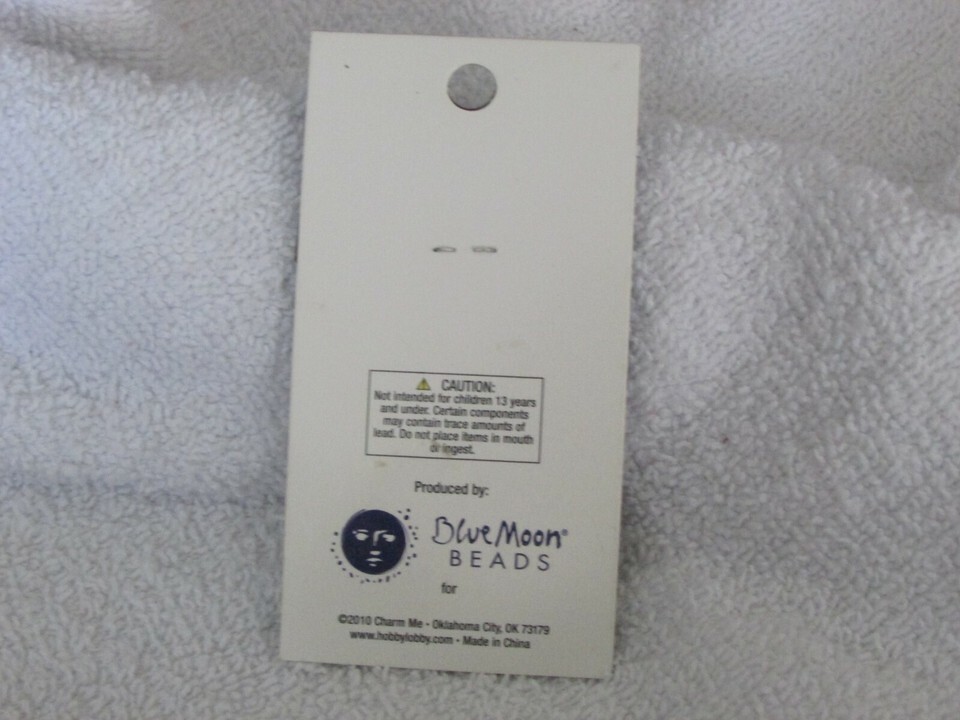 CAUTION:
Not intended for children 13 years
and under. Certain components
may contain trace amounts of
lead. Do not place items in mouth
or ingest.
Produced by:
Blue Moon®
BEADS
for
©2010 Charm Me - Oklahoma City, OK 73179
www.hobbylobby.com - Made in China